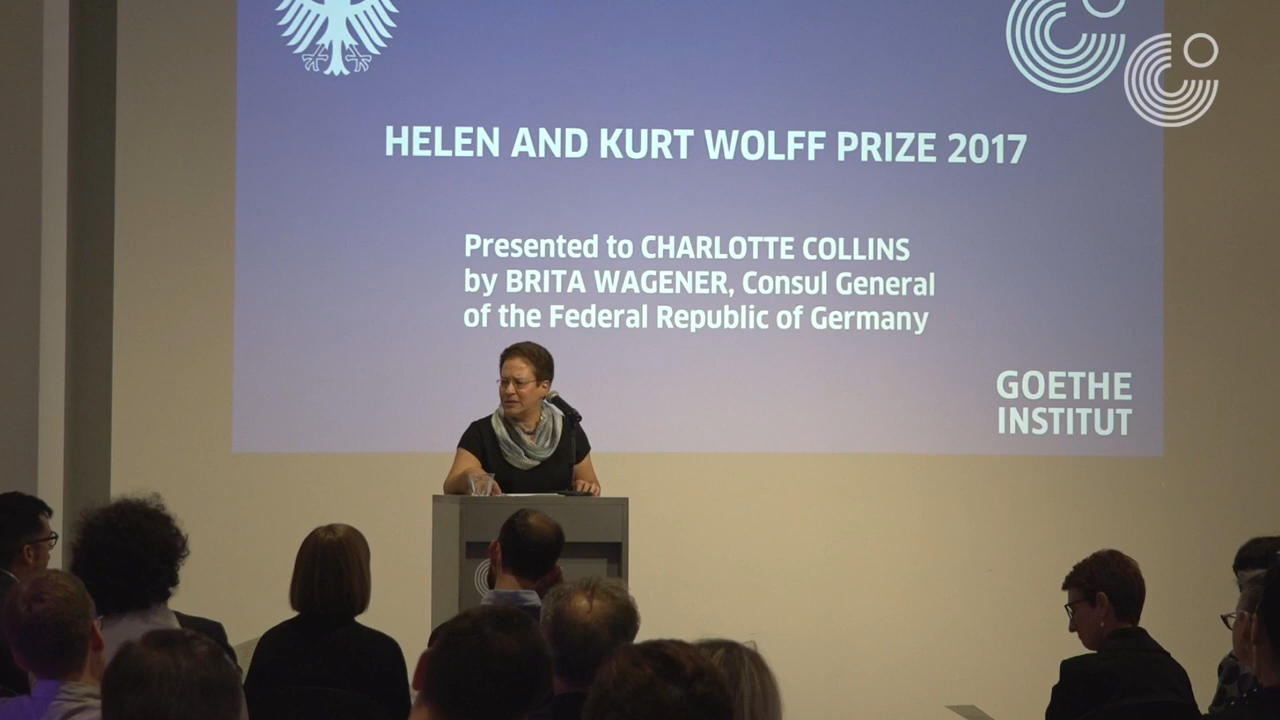 HELEN AND KURT WOLFF PRIZE 2017
Presented to CHARLOTTE COLLINS
by BRITA WAGENER, Consul General
of the Federal Republic of Germany
GOETHE
INSTITUT